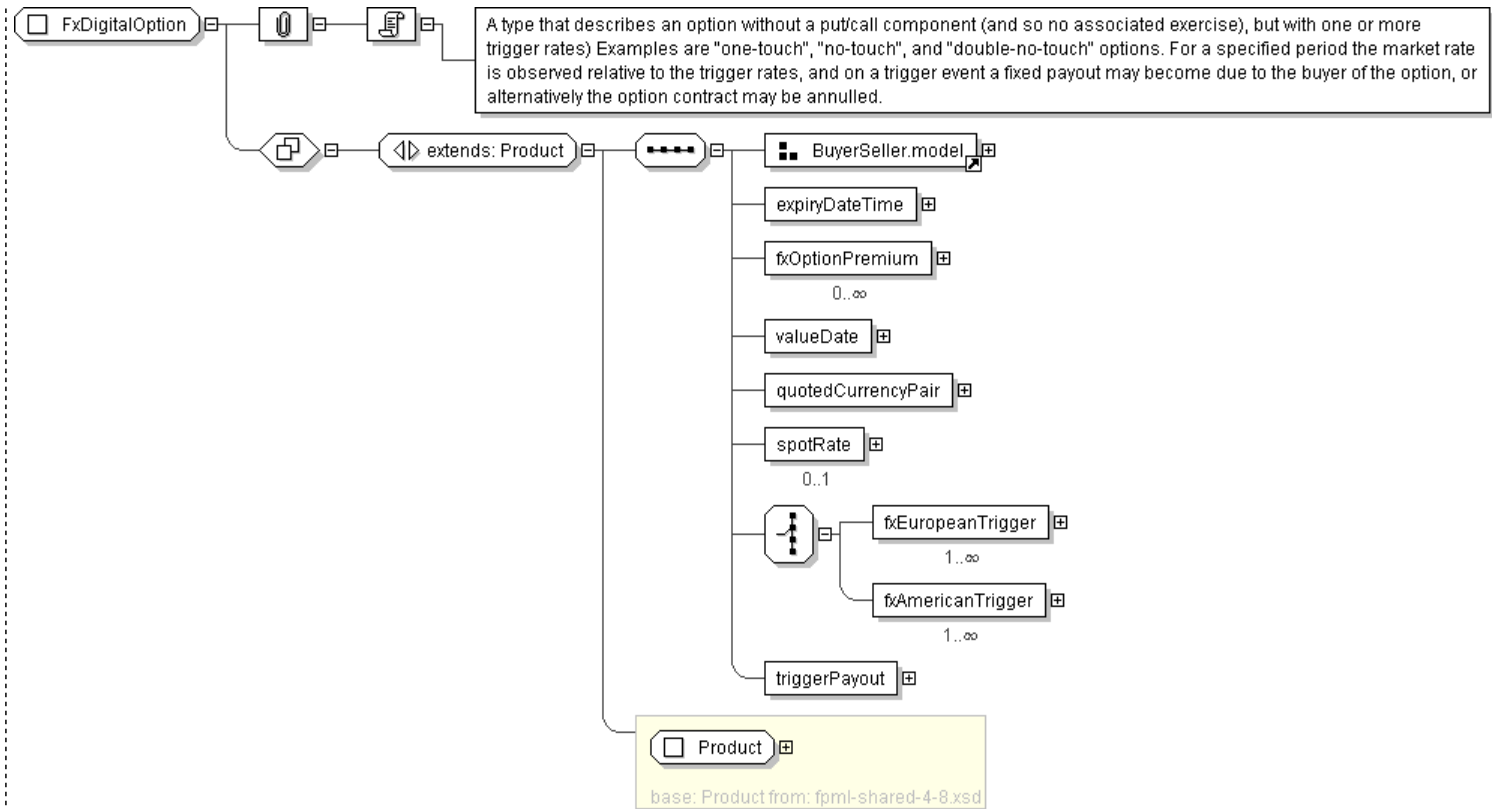 FxDigitalOption
A type that describes an option without a put/call component (and so no associated exercise), but with one or more
trigger rates) Examples are "one-touch", "no-touch", and "double-no-touch" options. For a specified period the market rate
is observed relative to the trigger rates, and on a trigger event a fixed payout may become due to the buyer of the option, or
alternatively the option contract may be annulled.
extends: Product
BuyerSeller.model
expiryDateTime
fxOptionPremium
0..∞
valueDate
quotedCurrencyPair
spotRate
0..1
fxEuropeanTrigger
1..∞
fxAmericanTrigger
1..∞
triggerPayout
Product
base: Product from: fpml-shared-4-8.xsd